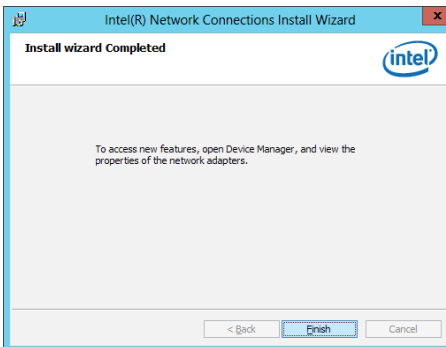 Intel(R) Network Connections Install Wizard
x
Install wizard Completed
intel
To access new features, open Device Manager, and view the
properties of the network adapters.
< Back
Finish
Cancel